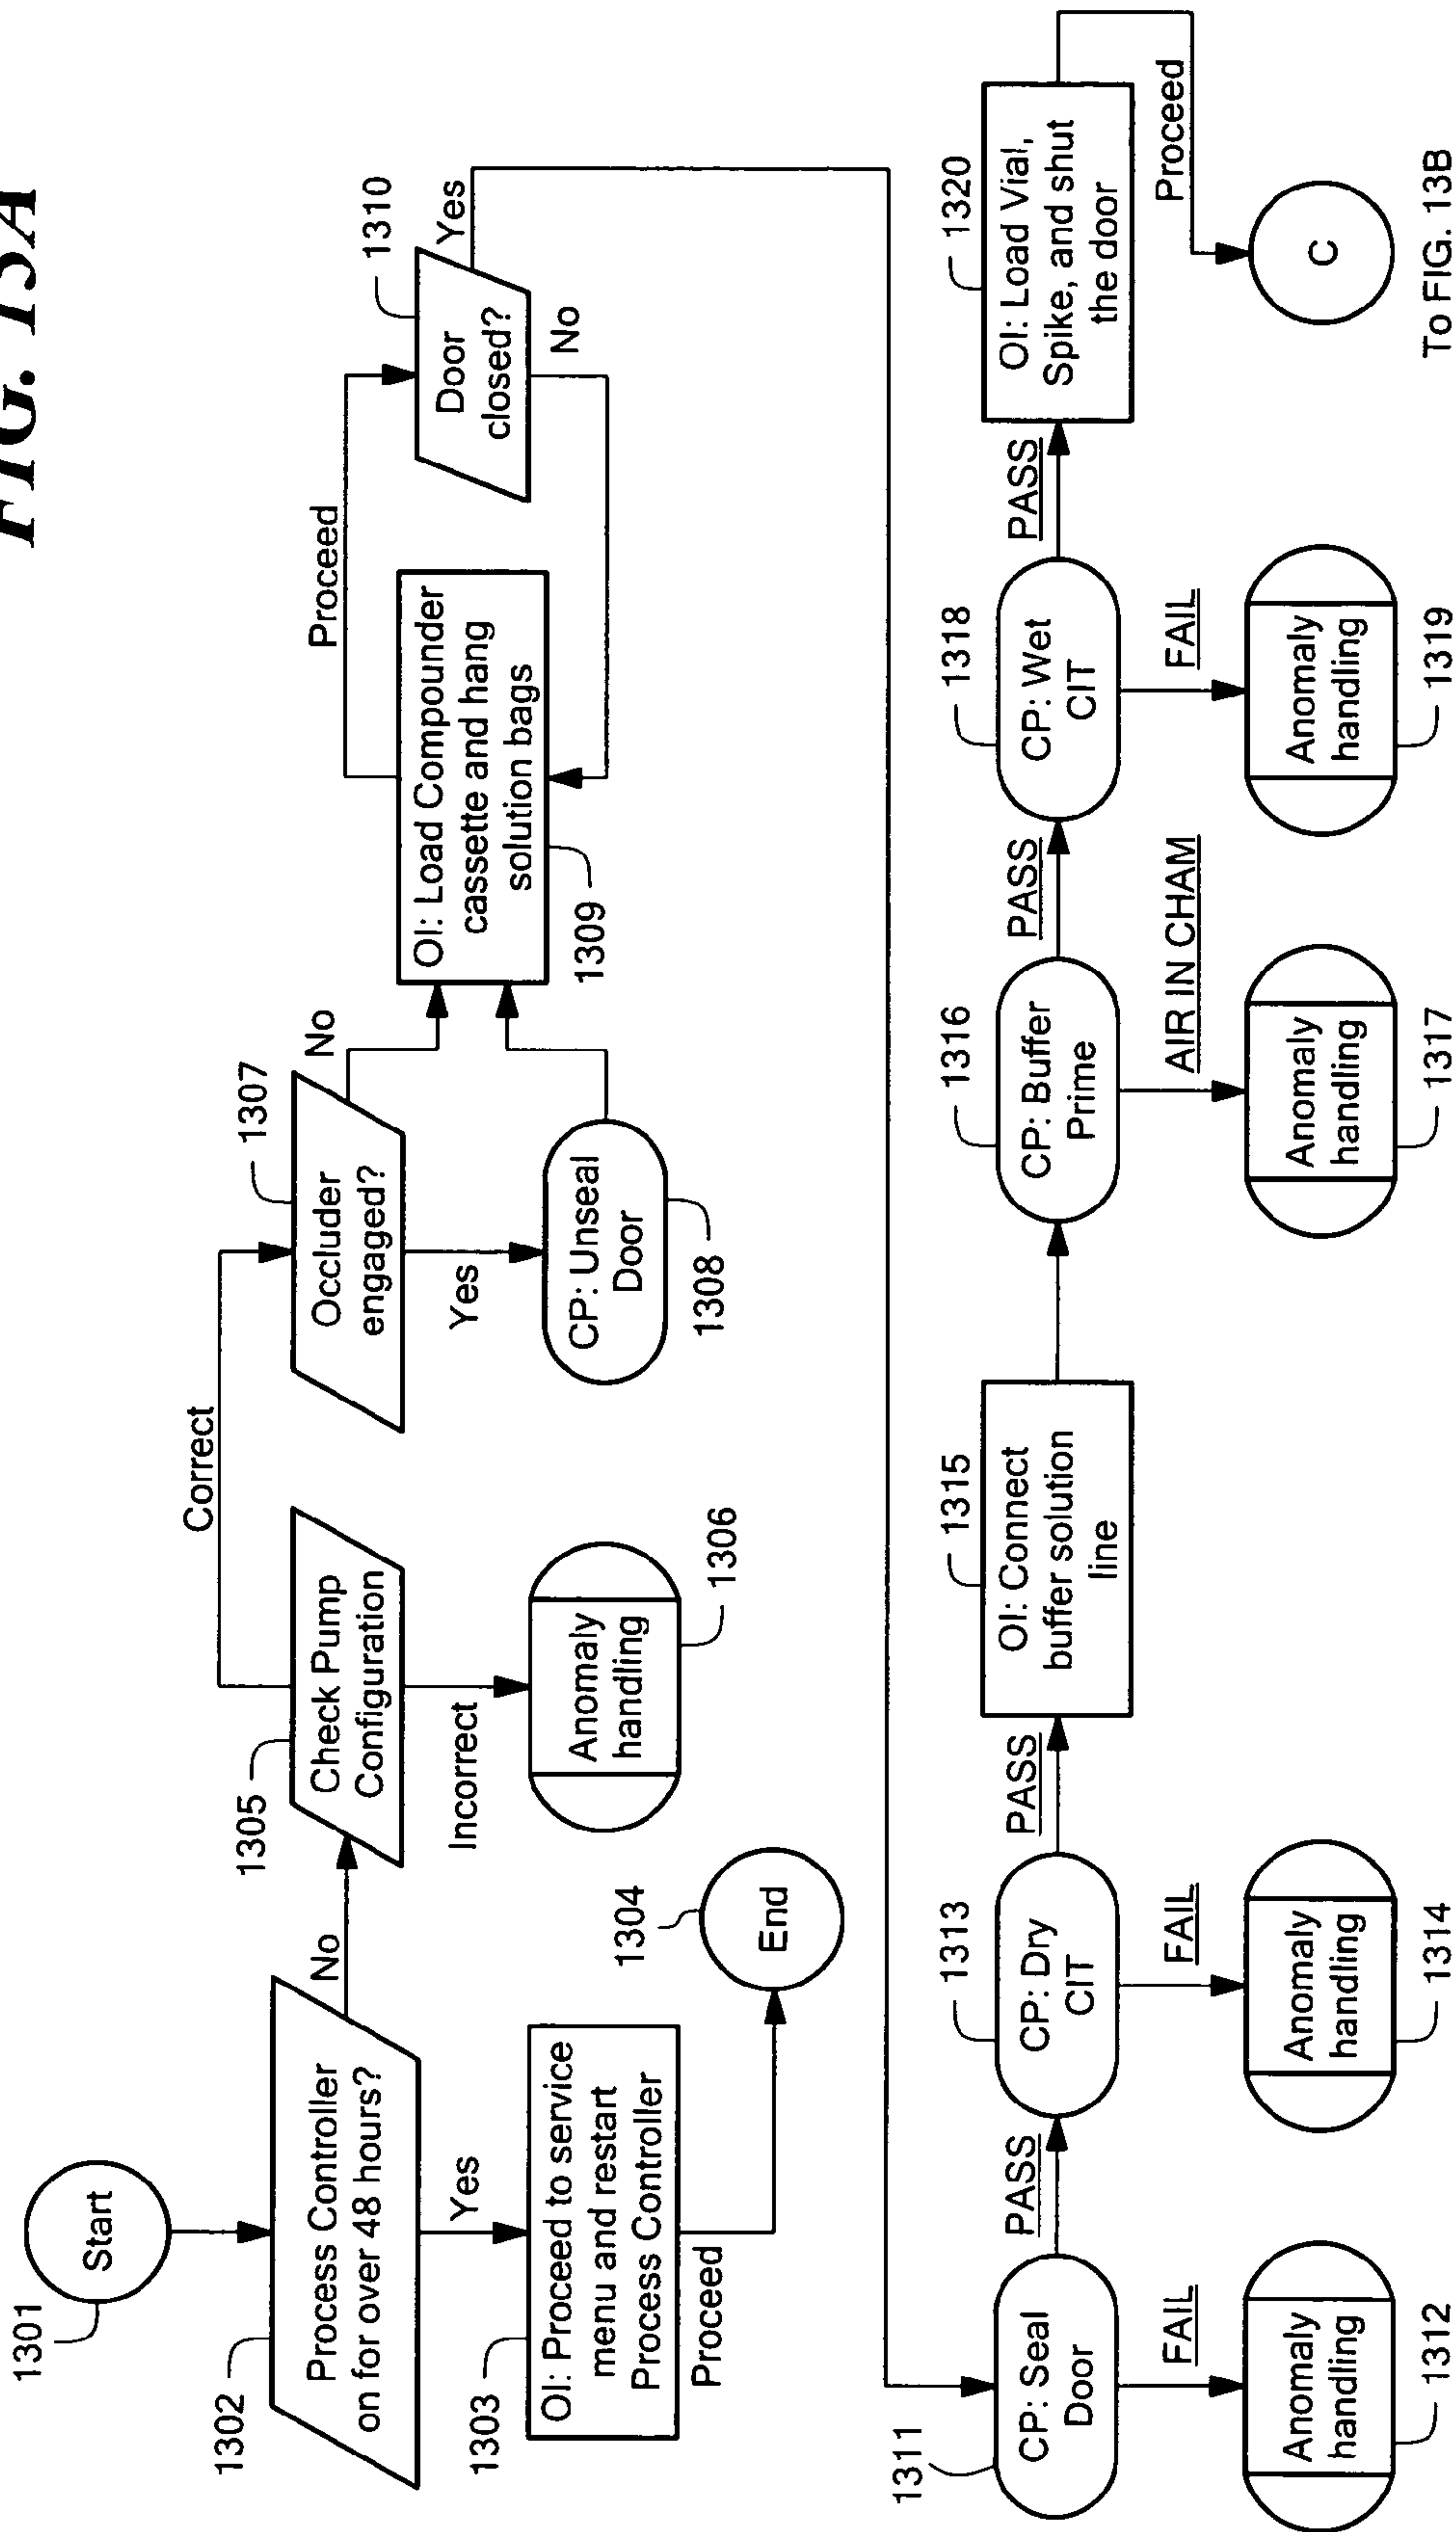 FIG. 13A
1301
Start
1302
Process Controller
on for over 48 hours?
No
Yes
1303
OI: Proceed to service
menu and restart
Process Controller
Proceed
1304
End
1305
Check Pump
Configuration
Correct
Incorrect
Anomaly
handling
1306
1307
Occluder
engaged?
No
Yes
CP: Unseal
Door
1308
OI: Load Compounder
cassette and hang
solution bags
1309
Proceed
1310
Door
closed?
Yes
No
1311
CP: Seal
Door
PASS
FAIL
Anomaly
handling
1312
1313
CP: Dry
CIT
PASS
FAIL
Anomaly
handling
1314
1315
OI: Connect
buffer solution
line
1316
CP: Buffer
Prime
PASS
AIR IN CHAM
Anomaly
handling
1317
1318
CP: Wet
CIT
PASS
FAIL
Anomaly
handling
1319
1320
OI: Load Vial,
Spike, and shut
the door
Proceed
C
To FIG. 13B